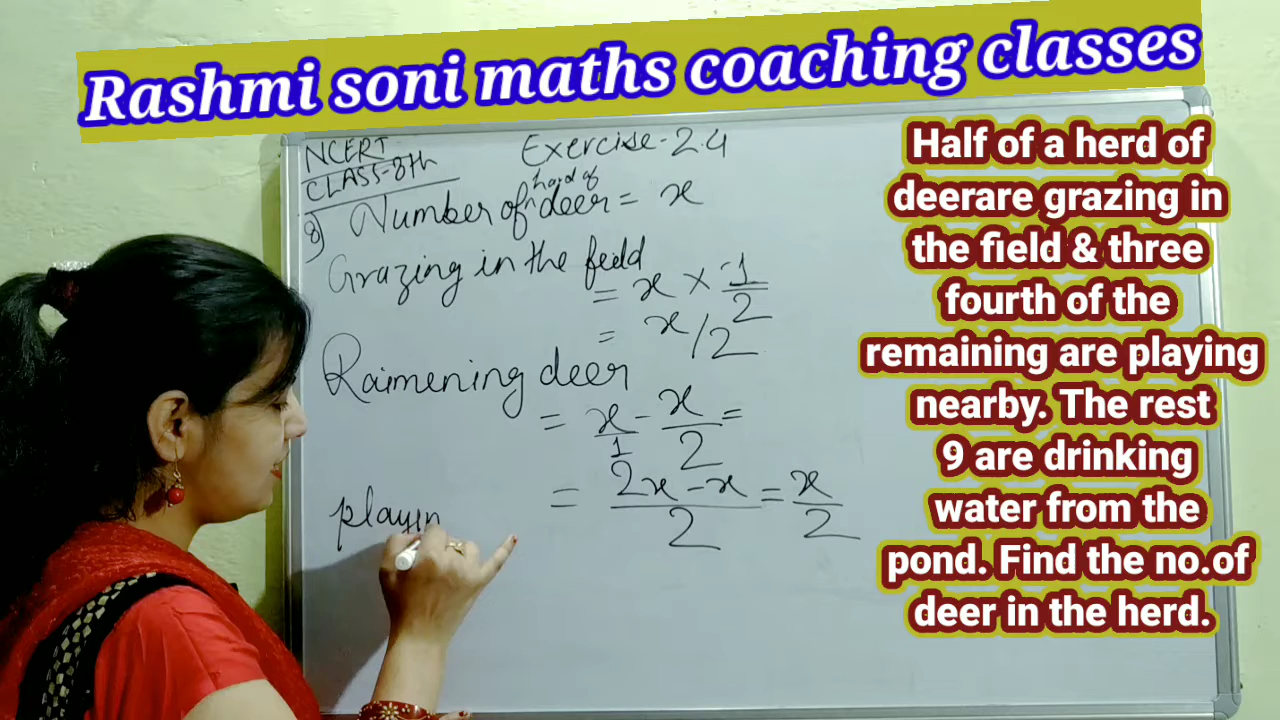 Rashmi soni maths coaching classes
NCERT
CLASS-8th
Exercise-2.4
8) Number of herd of deer = x
Grazing in the feild
= x × 1/2
= x/2
Raimening deer
= x/1 - x/2 =
= 2x-x/2 = x/2
playin
Half of a herd of
deerare grazing in
the field & three
fourth of the
remaining are playing
nearby. The rest
9 are drinking
water from the
pond. Find the no.of
deer in the herd.